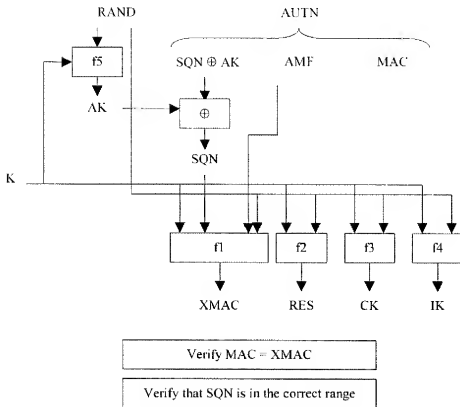 RAND AUTN
f5 SQN ⊕ AK AMF MAC
AK ⊕
SQN
K
f1 f2 f3 f4
XMAC RES CK IK
Verify MAC = XMAC
Verify that SQN is in the correct range